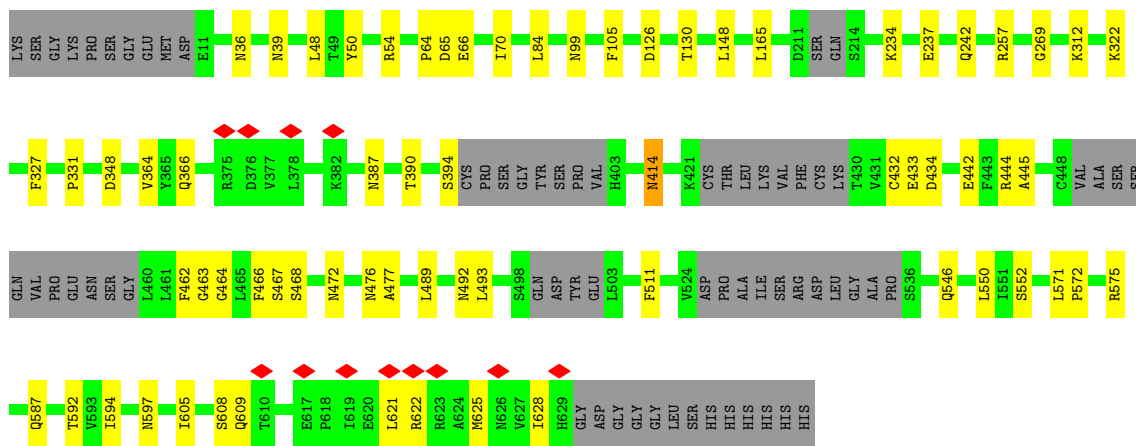 LYS SER GLY LYS PRO SER GLY GLU MET ASP E11 N36 N39 L48 T49 Y50 R54 P64 D65 E66 I70 L84 N99 F105 D126 T130 L148 L165 D211 SER GLN S214 K234 E237 Q242 R257 G269 K312 K322
F327 P331 D348 V364 Y365 Q366 R375 D376 V377 L378 K382 N387 T390 S394 CYS PRO SER GLY TYR SER PRO VAL H403 N414 K421 CYS THR LEU LYS VAL PHE CYS LYS T430 V431 C432 E433 D434 E442 F443 R444 A445 C448 VAL ALA SER SER
GLN VAL PRO GLU ASN SER GLY L460 L461 F462 G463 G464 L465 F466 S467 S468 N472 N476 A477 L489 N492 L493 S498 GLN ASP TYR GLU L503 F511 V524 ASP PRO ALA ILE SER ARG ASP LEU GLY ALA PRO S536 Q546 L550 I551 S552 L571 P572 R575
Q587 T592 V593 I594 N597 I605 S608 Q609 T610 E617 P618 I619 E620 L621 R622 R623 A624 M625 N626 V627 I628 H629 GLY ASP GLY GLY GLY LEU SER HIS HIS HIS HIS HIS HIS